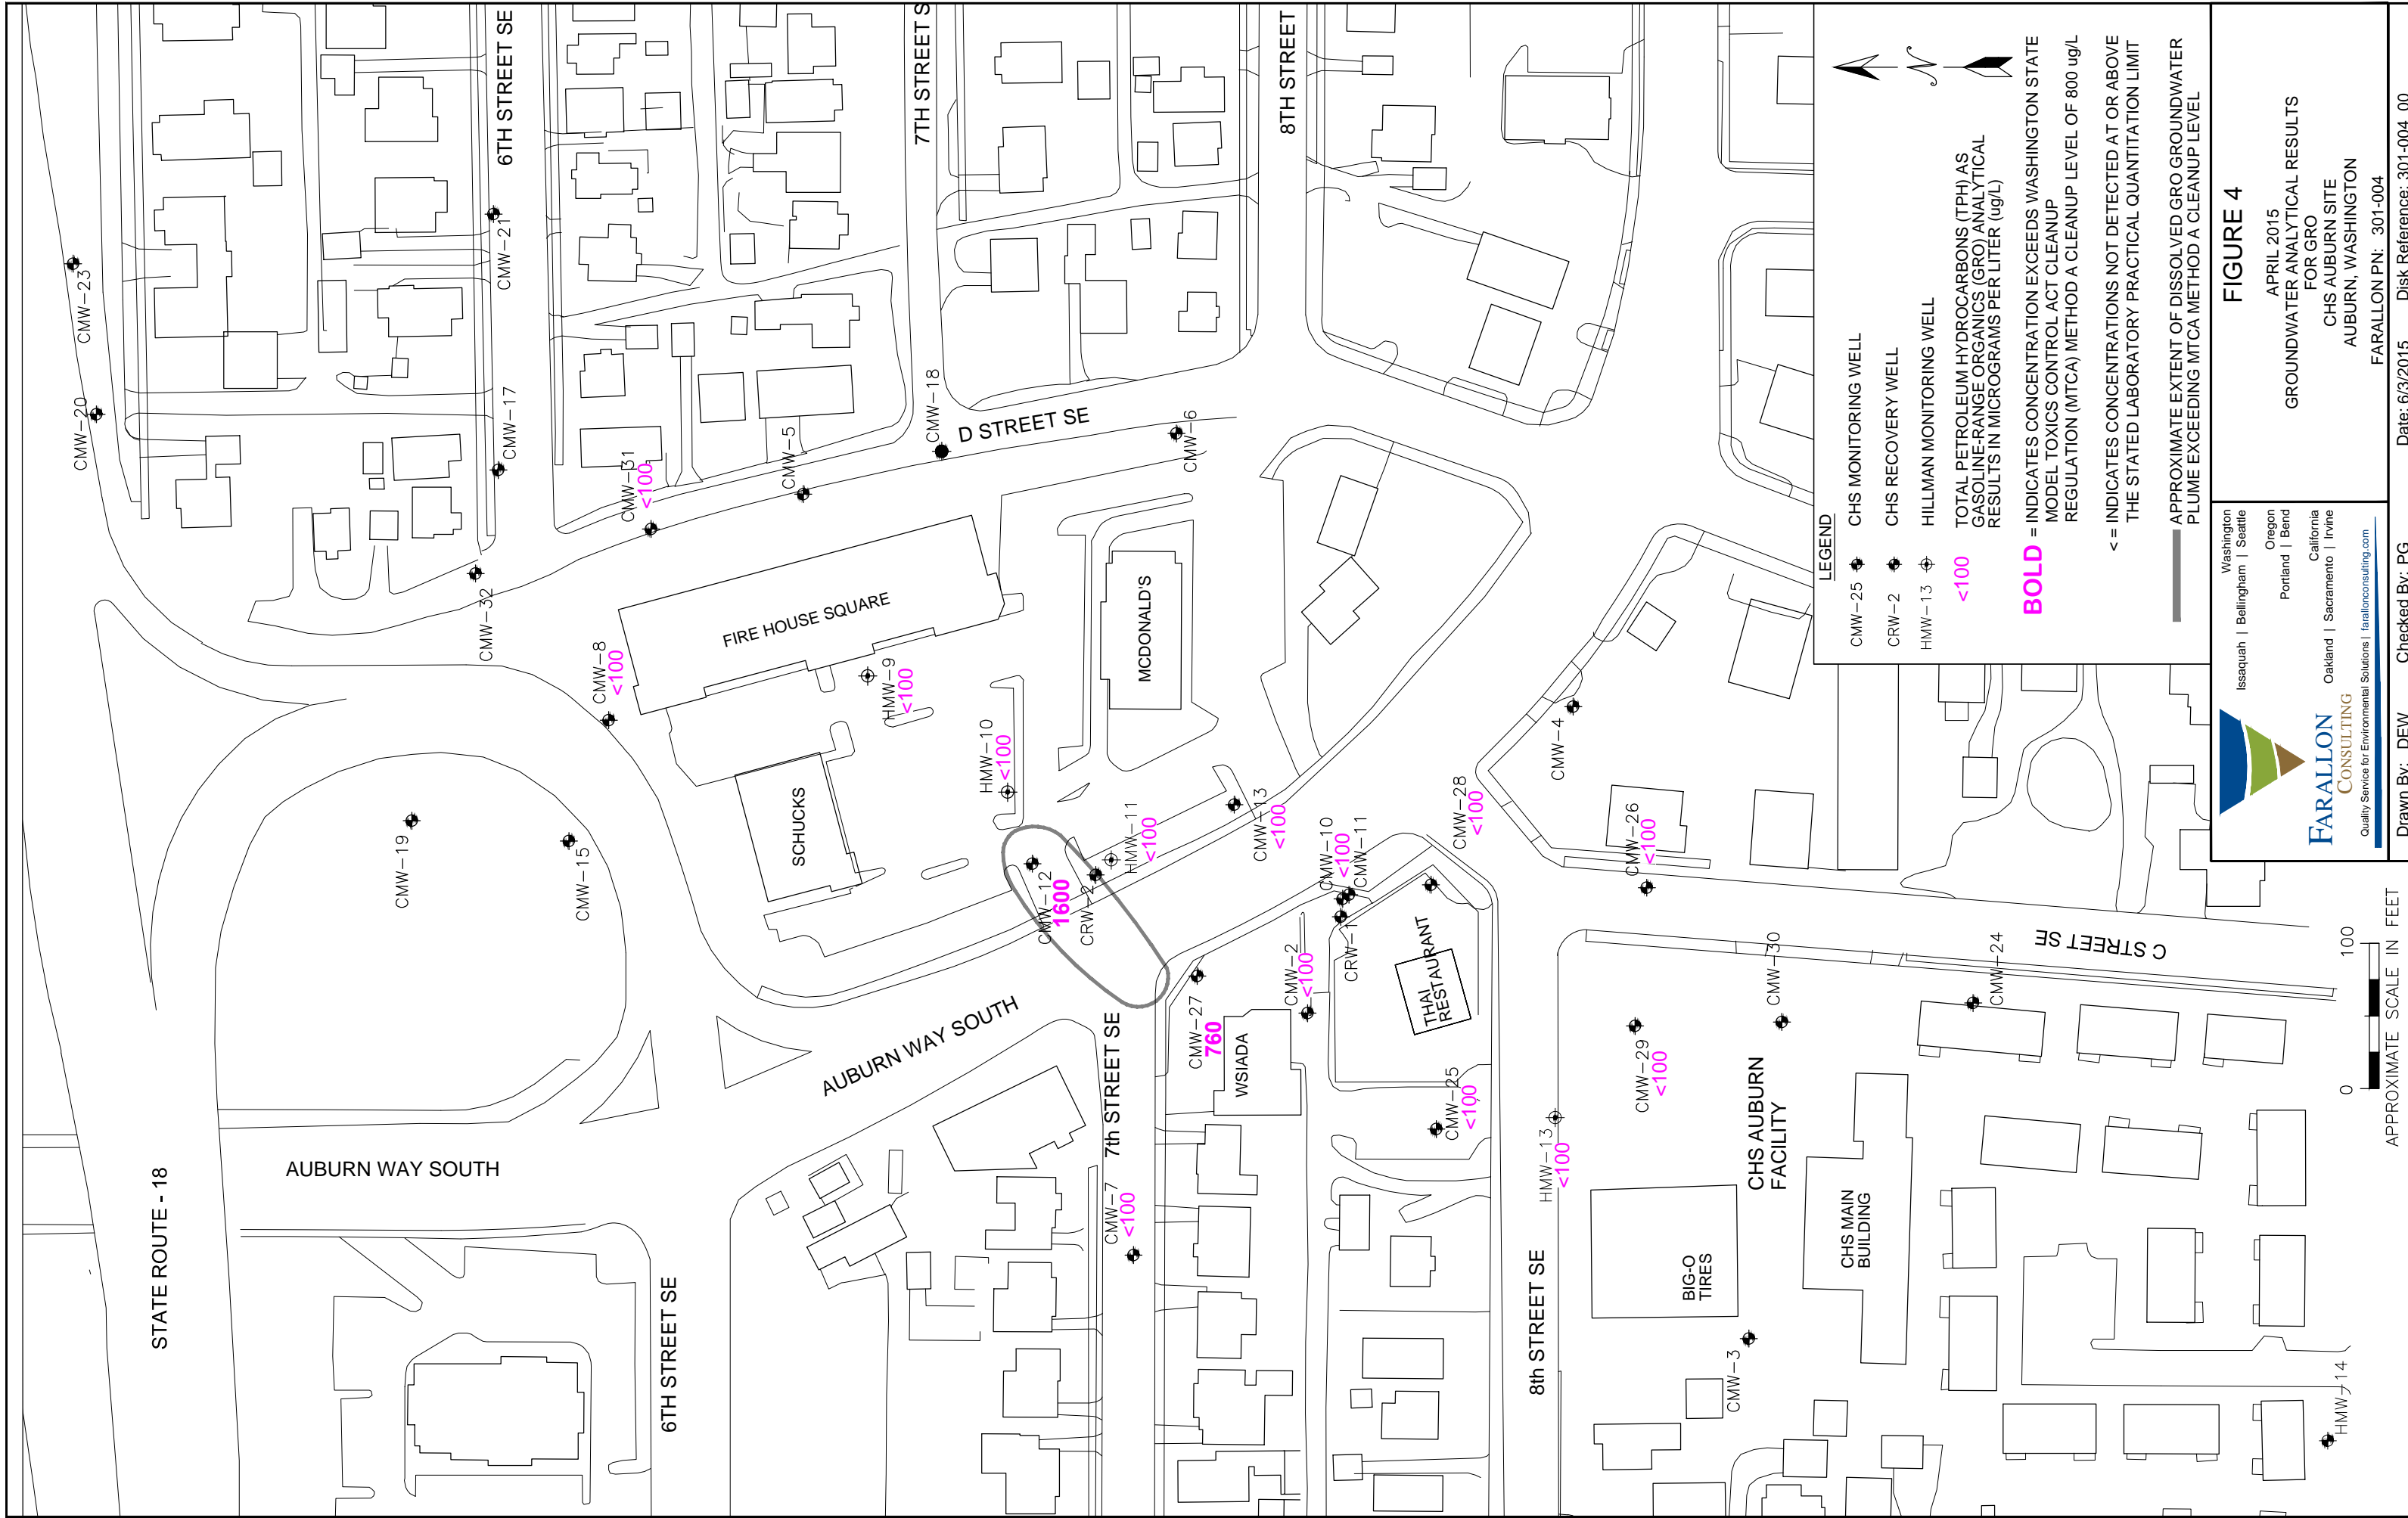 STATE ROUTE - 18
AUBURN WAY SOUTH
6TH STREET SE
6TH STREET SE
CMW-23
CMW-20
CMW-21
CMW-17
CMW-32
CMW-19
CMW-15
CMW-31
<100
CMW-8
<100
CMW-5
FIRE HOUSE SQUARE
HMW-9
<100
SCHUCKS
7TH STREET S
CMW-18
D STREET SE
CMW-6
HMW-10
<100
MCDONALD'S
CMW-12
1600
CRW-2
HMW-11
<100
AUBURN WAY SOUTH
7th STREET SE
CMW-7
<100
CMW-27
760
WSIADA
CMW-13
<100
8TH STREET
CMW-2
<100
CMW-10
<100
CMW-11
CRW-1
THAI
RESTAURANT
CMW-28
<100
CMW-25
<100
CMW-4
8th STREET SE
HMW-13
<100
CMW-26
<100
CMW-29
<100
CMW-30
CMW-24
C STREET SE
CHS AUBURN
FACILITY
BIG-O
TIRES
CHS MAIN
BUILDING
CMW-3
HMW-14
LEGEND
CMW-25 CHS MONITORING WELL
CRW-2 CHS RECOVERY WELL
HMW-13 HILLMAN MONITORING WELL
<100 TOTAL PETROLEUM HYDROCARBONS (TPH) AS
GASOLINE-RANGE ORGANICS (GRO) ANALYTICAL
RESULTS IN MICROGRAMS PER LITER (ug/L)
BOLD = INDICATES CONCENTRATION EXCEEDS WASHINGTON STATE
MODEL TOXICS CONTROL ACT CLEANUP
REGULATION (MTCA) METHOD A CLEANUP LEVEL OF 800 ug/L
< = INDICATES CONCENTRATIONS NOT DETECTED AT OR ABOVE
THE STATED LABORATORY PRACTICAL QUANTITATION LIMIT
APPROXIMATE EXTENT OF DISSOLVED GRO GROUNDWATER
PLUME EXCEEDING MTCA METHOD A CLEANUP LEVEL
N
0 100
APPROXIMATE SCALE IN FEET
FARALLON
CONSULTING
Washington
Issaquah | Bellingham | Seattle
Oregon
Portland | Bend
California
Oakland | Sacramento | Irvine
Quality Service for Environmental Solutions | farallonconsulting.com
FIGURE 4
APRIL 2015
GROUNDWATER ANALYTICAL RESULTS
FOR GRO
CHS AUBURN SITE
AUBURN, WASHINGTON
FARALLON PN: 301-004
Drawn By: DEW Checked By: PG Date: 6/3/2015 Disk Reference: 301-004 00